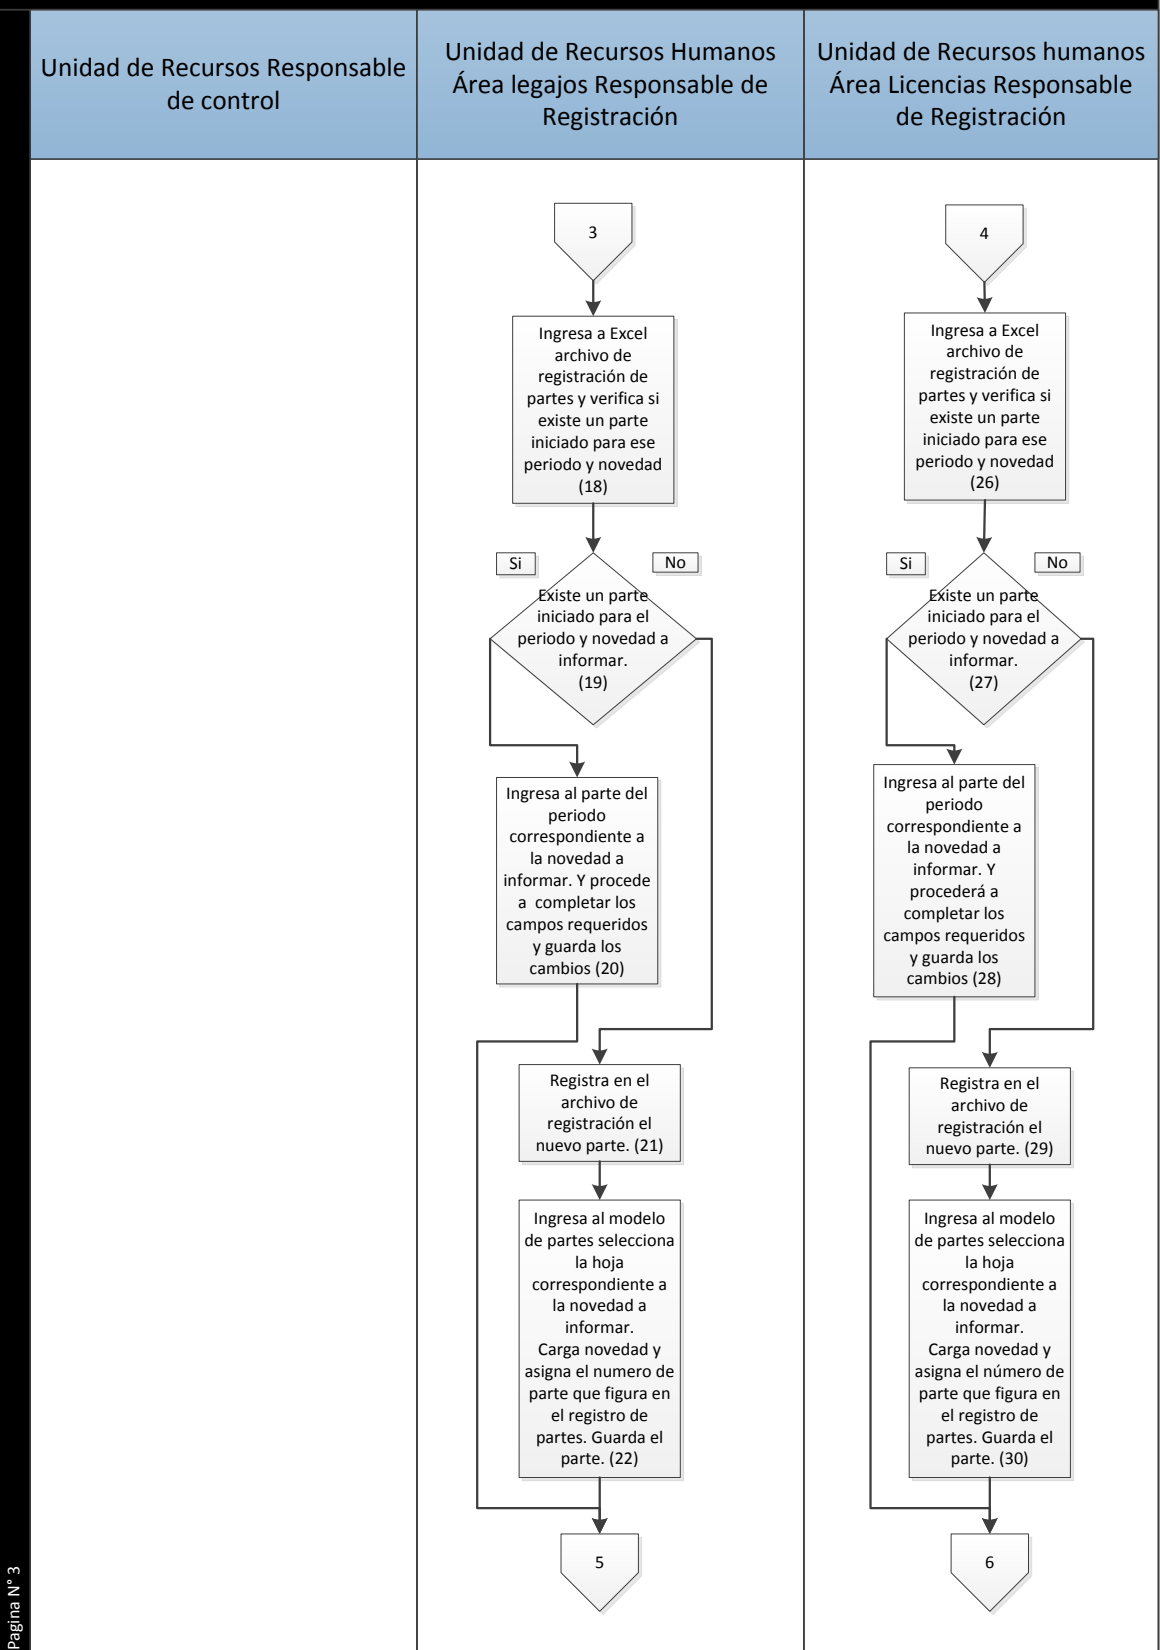 Unidad de Recursos Responsable
de control
Unidad de Recursos Humanos
Área legajos Responsable de
Registración
Unidad de Recursos humanos
Área Licencias Responsable
de Registración
3
Ingresa a Excel
archivo de
registración de
partes y verifica si
existe un parte
iniciado para ese
periodo y novedad
(18)
Si
No
Existe un parte
iniciado para el
periodo y novedad a
informar.
(19)
Ingresa al parte del
periodo
correspondiente a
la novedad a
informar. Y procede
a  completar los
campos requeridos
y guarda los
cambios (20)
Registra en el
archivo de
registración el
nuevo parte. (21)
Ingresa al modelo
de partes selecciona
la hoja
correspondiente a
la novedad a
informar.
Carga novedad y
asigna el numero de
parte que figura en
el registro de
partes. Guarda el
parte. (22)
5
4
Ingresa a Excel
archivo de
registración de
partes y verifica si
existe un parte
iniciado para ese
periodo y novedad
(26)
Si
No
Existe un parte
iniciado para el
periodo y novedad a
informar.
(27)
Ingresa al parte del
periodo
correspondiente a
la novedad a
informar. Y
procederá a
completar los
campos requeridos
y guarda los
cambios (28)
Registra en el
archivo de
registración el
nuevo parte. (29)
Ingresa al modelo
de partes selecciona
la hoja
correspondiente a
la novedad a
informar.
Carga novedad y
asigna el número de
parte que figura en
el registro de
partes. Guarda el
parte. (30)
6
Pagina N° 3